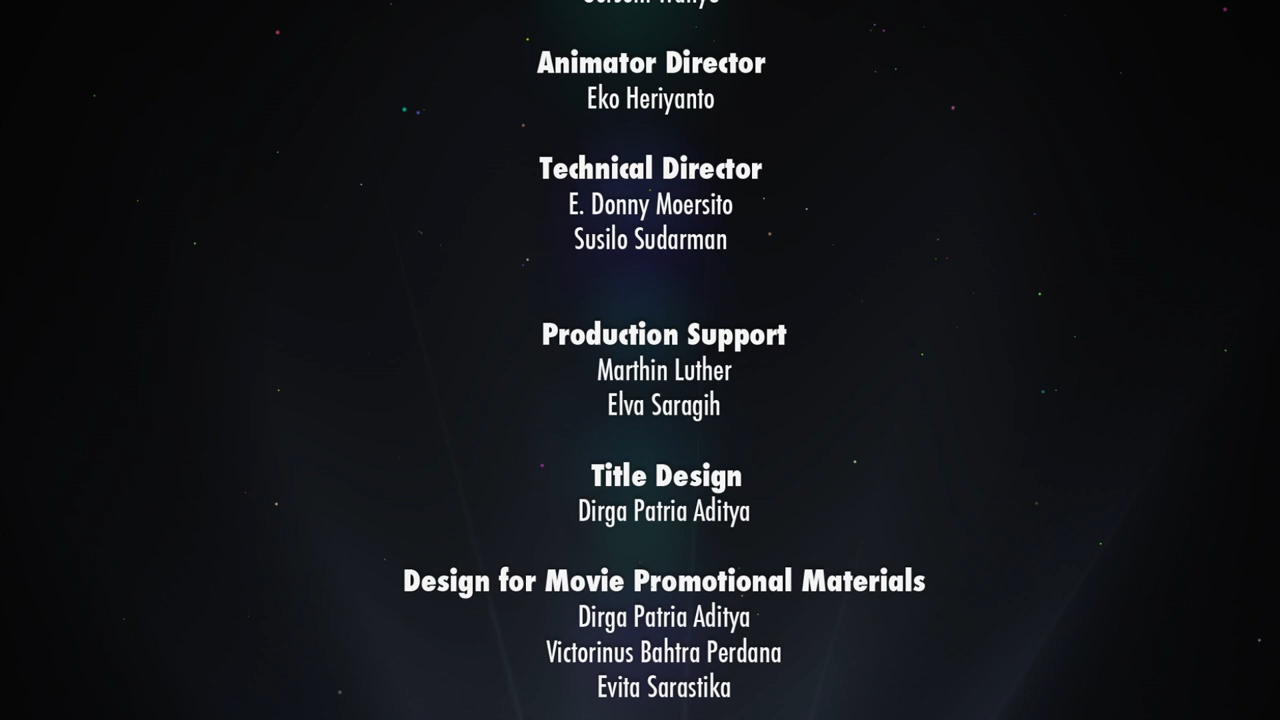 Animator Director
Eko Heriyanto
Technical Director
E. Donny Moersito
Susilo Sudarman
Production Support
Marthin Luther
Elva Saragih
Title Design
Dirga Patria Aditya
Design for Movie Promotional Materials
Dirga Patria Aditya
Victorinus Bahtra Perdana
Evita Sarastika